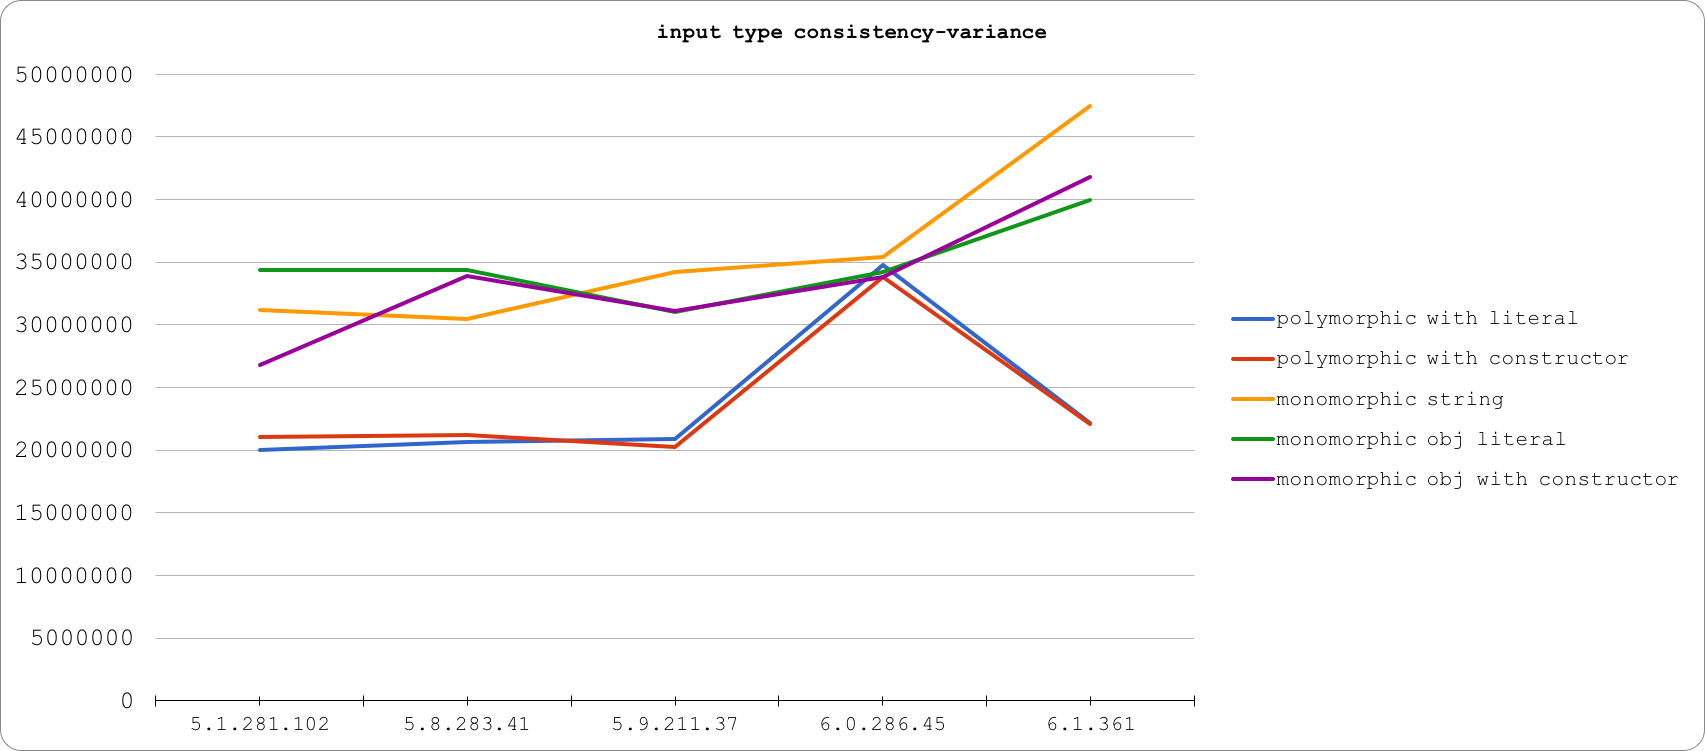 input type consistency-variance
50000000
45000000
40000000
35000000
30000000
25000000
20000000
15000000
10000000
5000000
0
5.1.281.102 5.8.283.41 5.9.211.37 6.0.286.45 6.1.361
polymorphic with literal
polymorphic with constructor
monomorphic string
monomorphic obj literal
monomorphic obj with constructor